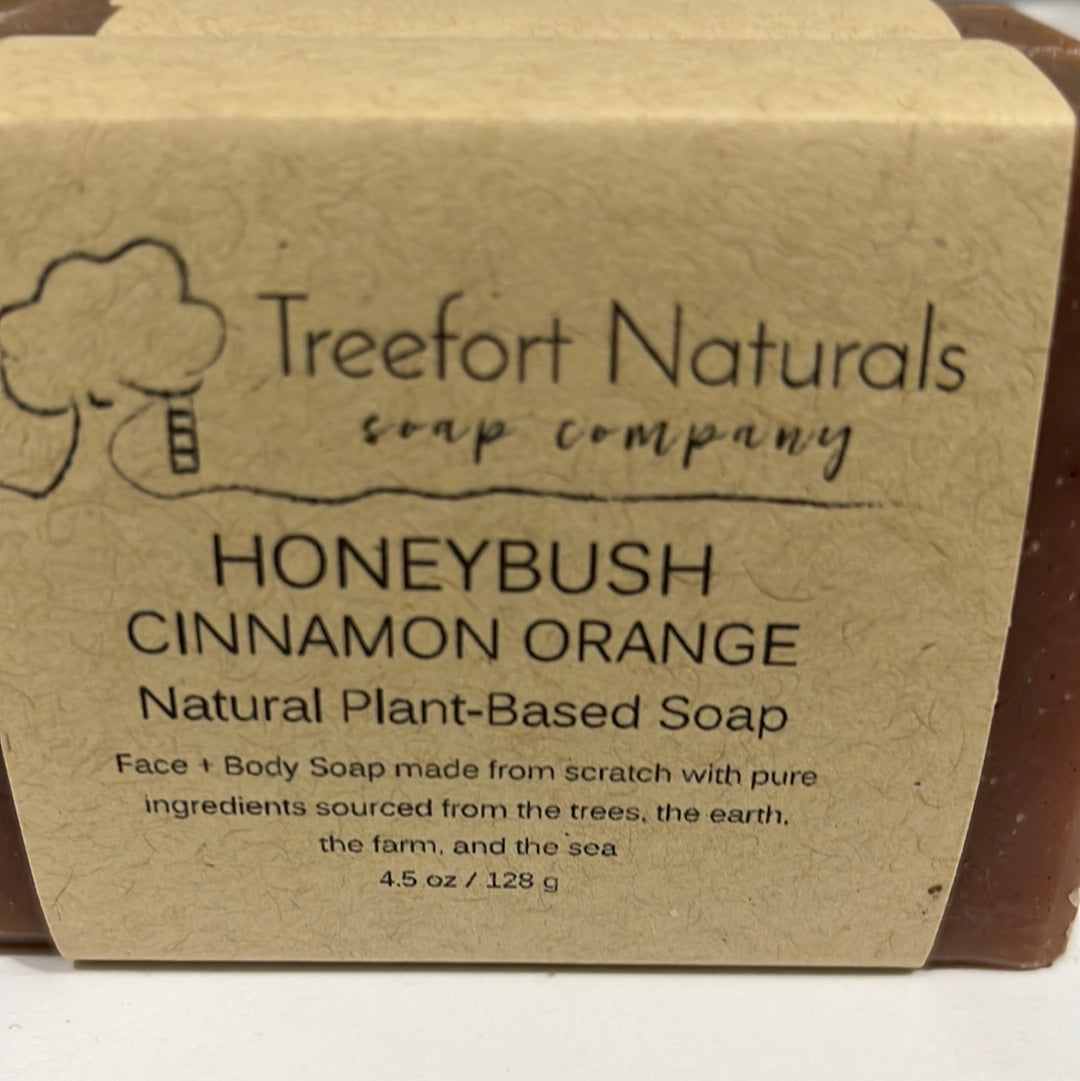 Treefort Naturals
soap company
HONEYBUSH
CINNAMON ORANGE
Natural Plant-Based Soap
Face + Body Soap made from scratch with pure
ingredients sourced from the trees, the earth,
the farm, and the sea
4.5 oz / 128 g